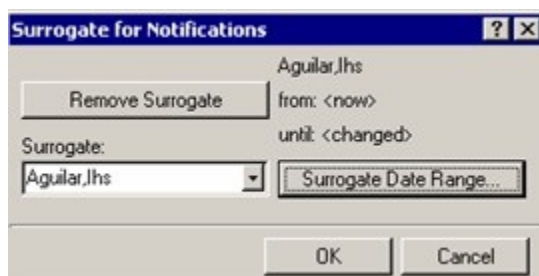 Surrogate for Notifications
Aguilar,Ihs
Remove Surrogate
from: <now>
until: <changed>
Surrogate:
Aguilar,Ihs
Surrogate Date Range...
OK
Cancel